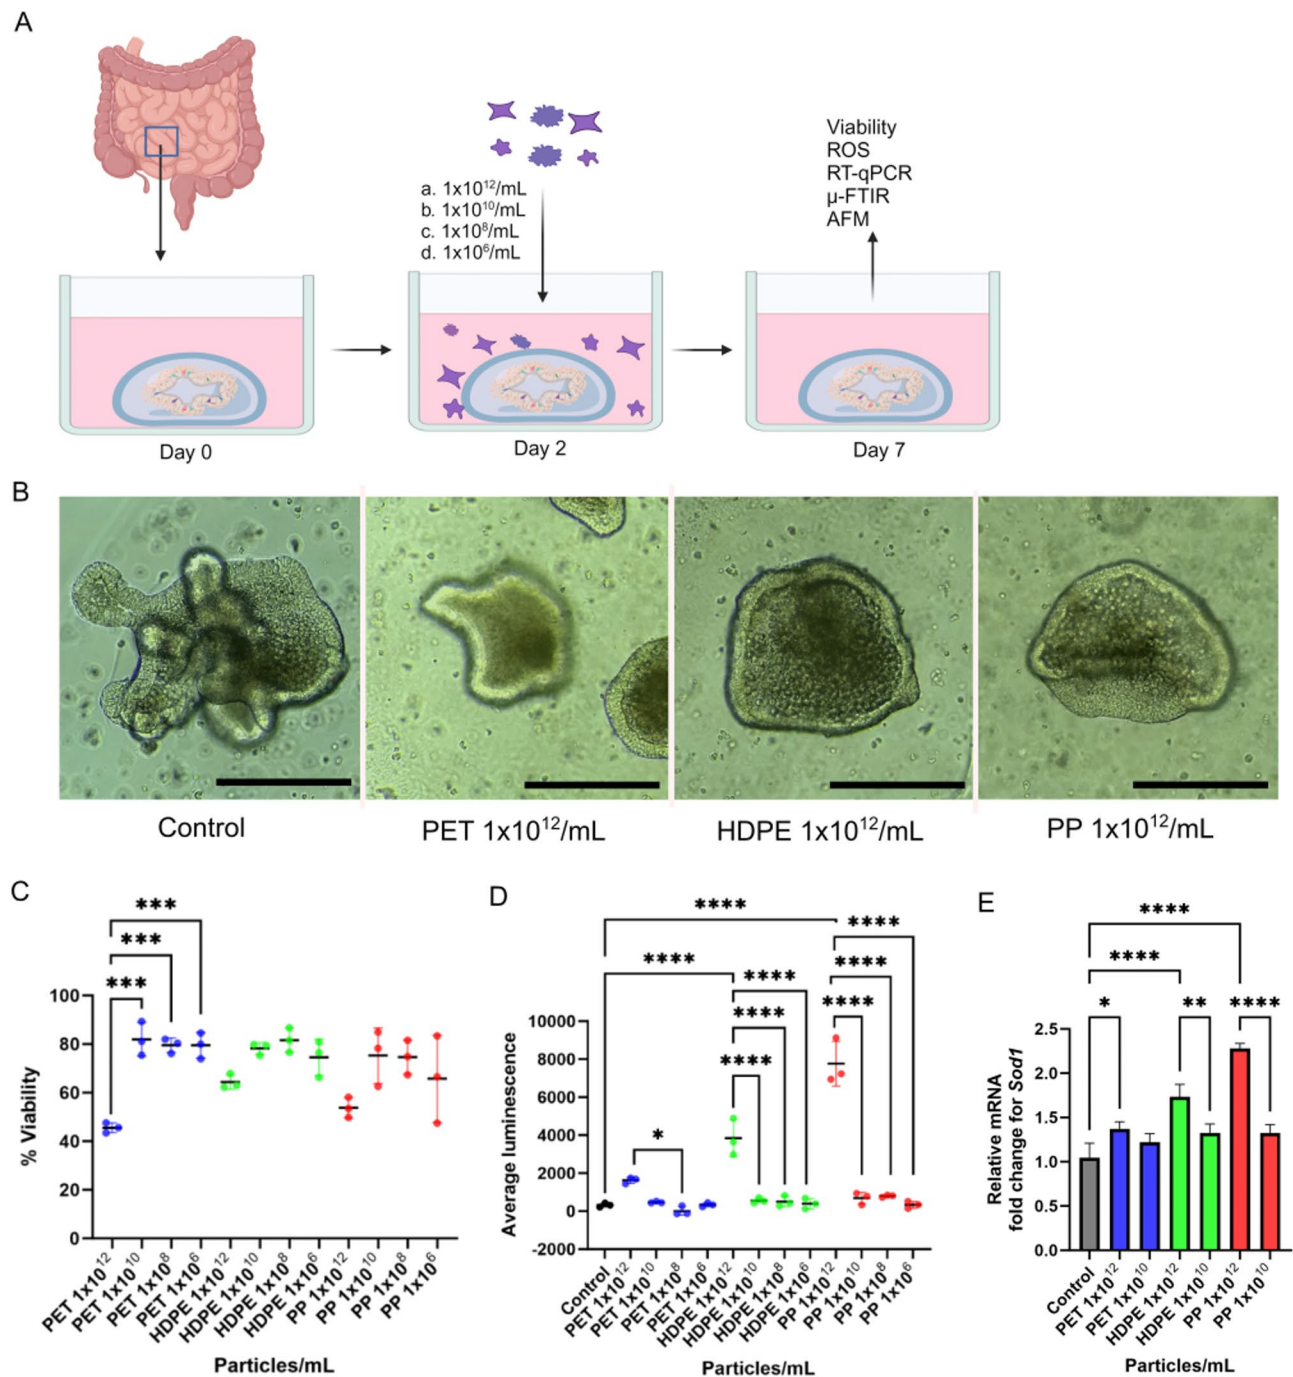 A
Viability
ROS
RT-qPCR
µ-FTIR
AFM
a. 1x10¹²/mL
b. 1x10¹⁰/mL
c. 1x10⁸/mL
d. 1x10⁶/mL
Day 0
Day 2
Day 7
B
Control
PET 1x10¹²/mL
HDPE 1x10¹²/mL
PP 1x10¹²/mL
C
***
***
***
% Viability
100
80
60
40
20
0
PET 1x10¹²
PET 1x10¹⁰
PET 1x10⁸
PET 1x10⁶
HDPE 1x10¹²
HDPE 1x10¹⁰
HDPE 1x10⁸
HDPE 1x10⁶
PP 1x10¹²
PP 1x10¹⁰
PP 1x10⁸
PP 1x10⁶
Particles/mL
D
****
****
****
****
****
****
****
****
*
Average luminescence
10000
8000
6000
4000
2000
0
-2000
Control
PET 1x10¹²
PET 1x10¹⁰
PET 1x10⁸
PET 1x10⁶
HDPE 1x10¹²
HDPE 1x10¹⁰
HDPE 1x10⁸
HDPE 1x10⁶
PP 1x10¹²
PP 1x10¹⁰
PP 1x10⁸
PP 1x10⁶
Particles/mL
E
****
****
*
**
****
Relative mRNA
fold change for Sod1
2.5
2.0
1.5
1.0
0.5
0.0
Control
PET 1x10¹²
PET 1x10¹⁰
HDPE 1x10¹²
HDPE 1x10¹⁰
PP 1x10¹²
PP 1x10¹⁰
Particles/mL